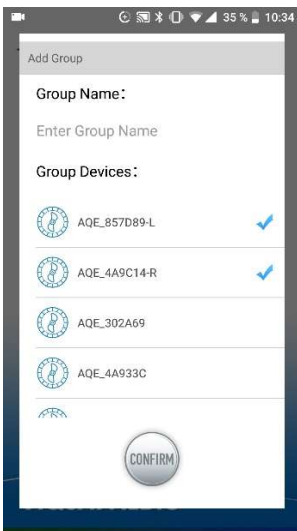 35 % 10:34
Add Group
Group Name:
Enter Group Name
Group Devices:
AQE_857D89-L
AQE_4A9C14-R
AQE_302A69
AQE_4A933C
CONFIRM